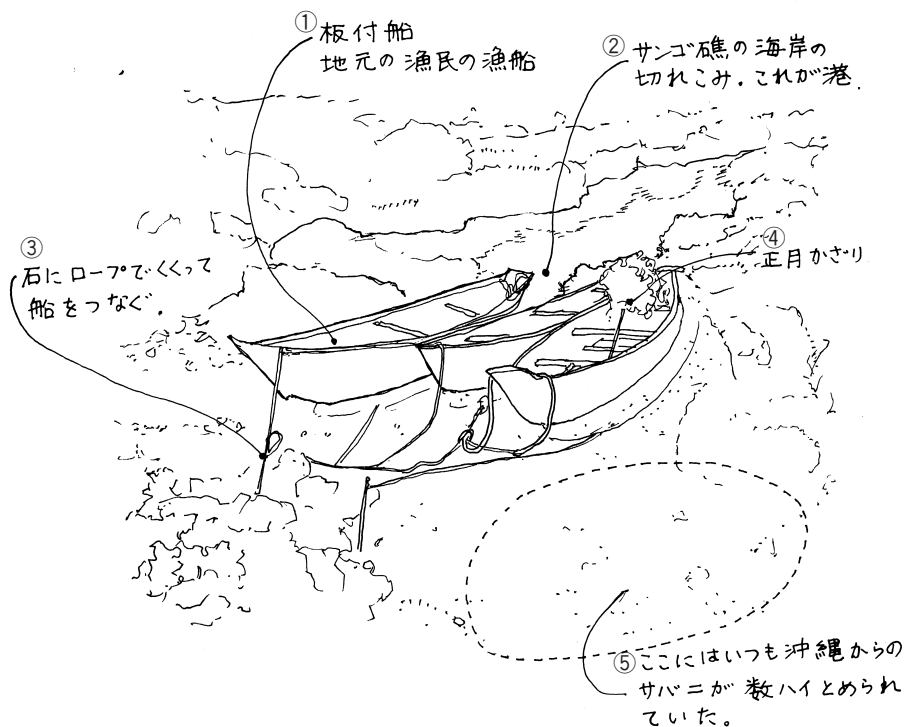 ① 板付船
地元の漁民の漁船
② サンゴ礁の海岸の
切れこみ。これが港.
③
石にロープでくくって
船をつなぐ.
④
正月かざり
⑤ここにはいつも沖縄からの
サバニが数ハイとめられ
ていた。